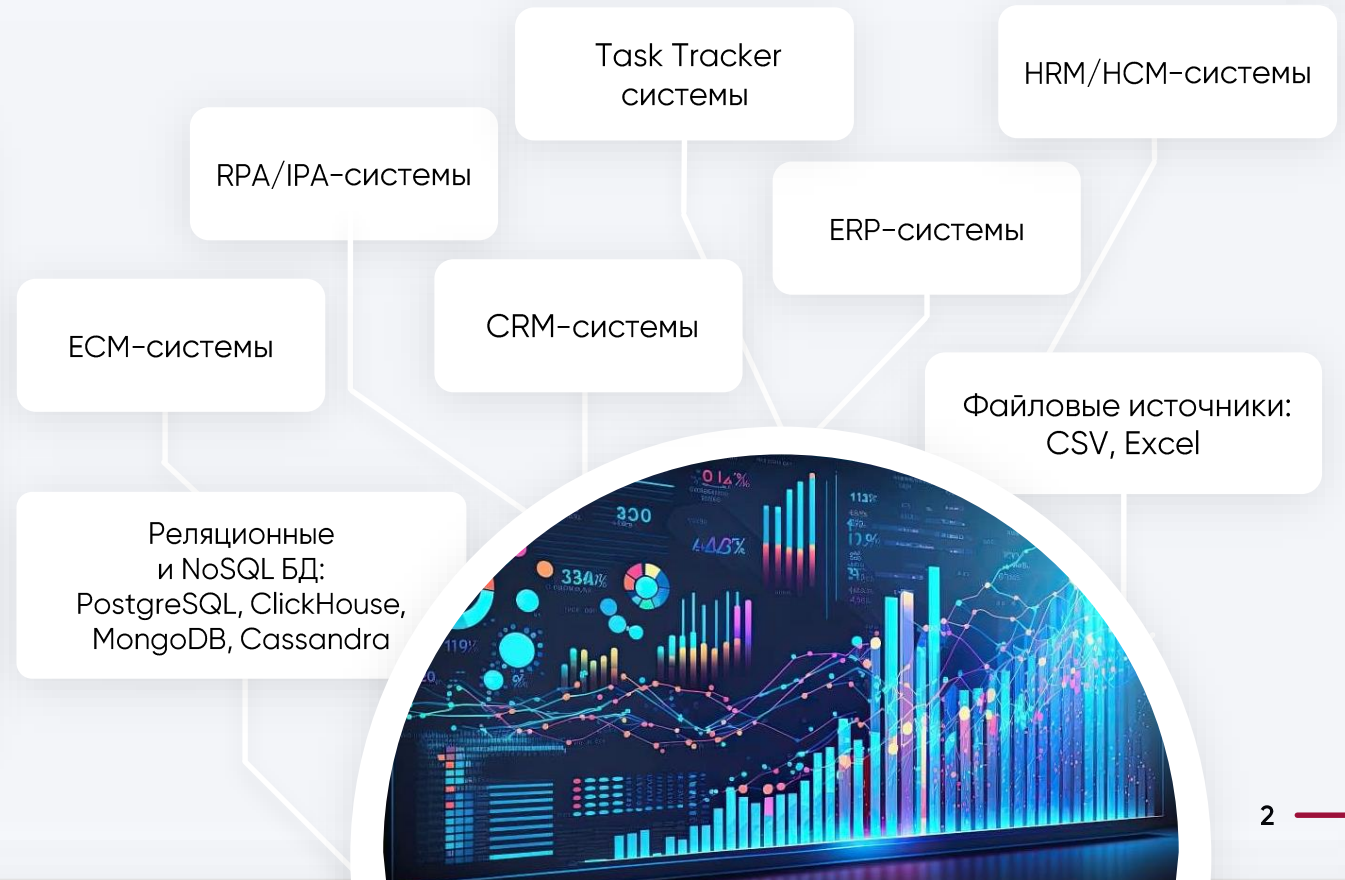 Task Tracker
системы
HRM/HCM-системы
RPA/IPA-системы
ERP-системы
CRM-системы
ECM-системы
Файловые источники:
CSV, Excel
Реляционные
и NoSQL БД:
PostgreSQL, ClickHouse,
MongoDB, Cassandra
300
2